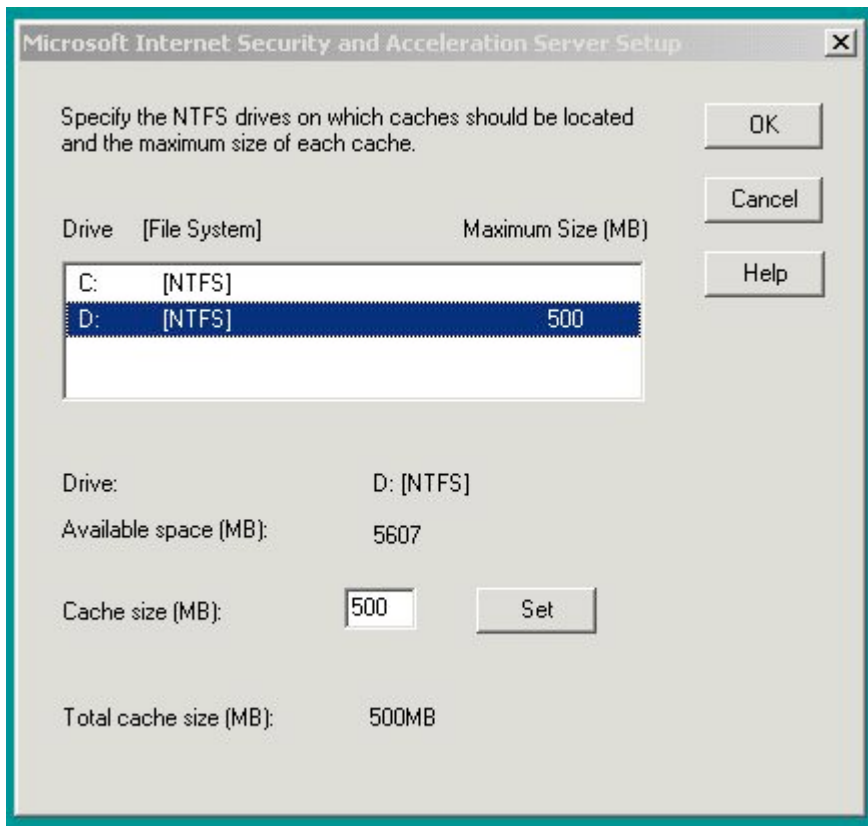 Microsoft Internet Security and Acceleration Server Setup
Specify the NTFS drives on which caches should be located
and the maximum size of each cache.
OK
Cancel
Help
Drive [File System] Maximum Size (MB)
C: [NTFS]
D: [NTFS] 500
Drive: D: [NTFS]
Available space (MB): 5607
Cache size (MB): 500 Set
Total cache size (MB): 500MB